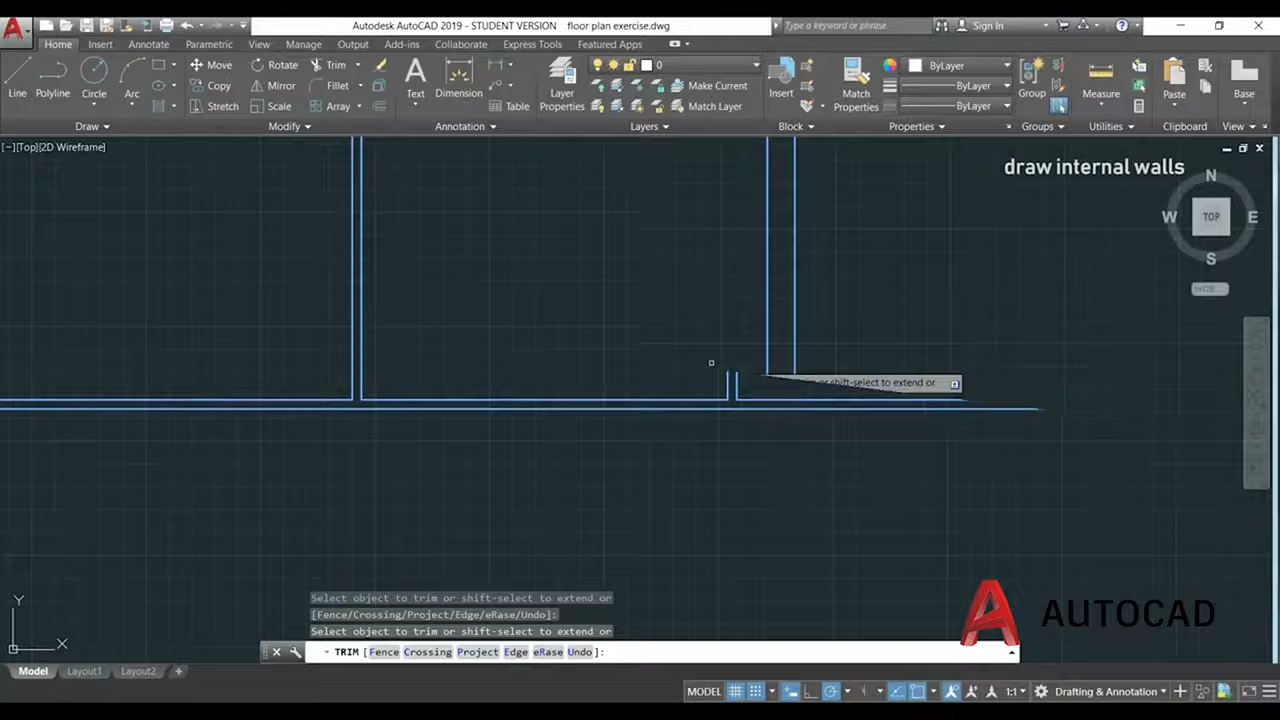 Autodesk AutoCAD 2019 - STUDENT VERSION floor plan exercise.dwg
Type a keyword or phrase
Sign In
Home Insert Annotate Parametric View Manage Output Add-ins Collaborate Express Tools Featured Apps
Line Polyline Circle Arc
Move Rotate Trim
Copy Mirror Fillet
Stretch Scale Array
Text Dimension Table
Layer Properties
0
Make Current
Match Layer
Insert
Match Properties
ByLayer
ByLayer
ByLayer
Group Measure Paste Base
Draw Modify Annotation Layers Block Properties Groups Utilities Clipboard View
[−][Top][2D Wireframe]
draw internal walls
N
W TOP E
S
WCS
or shift-select to extend or
Y
X
Select object to trim or shift-select to extend or
[Fence/Crossing/Project/Edge/eRase/Undo]:
Select object to trim or shift-select to extend or
TRIM [Fence Crossing Project Edge eRase Undo]:
A AUTOCAD
Model Layout1 Layout2 +
MODEL 1:1 Drafting & Annotation